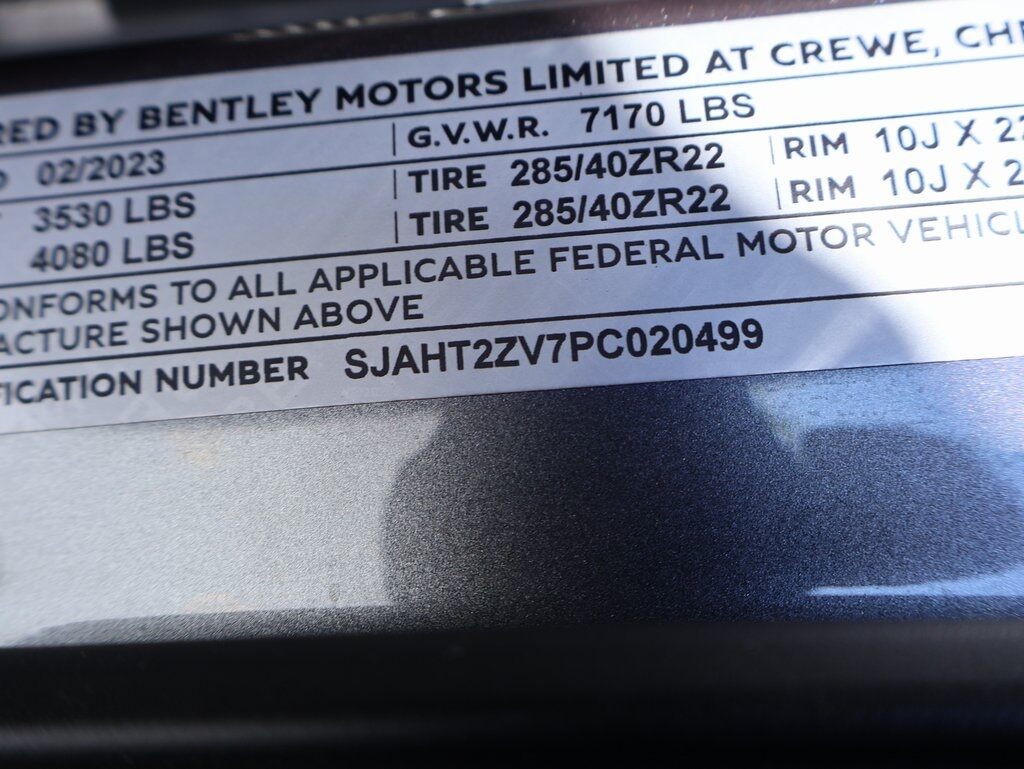 RED BY BENTLEY MOTORS LIMITED AT CREWE, CH
02/2023 G.V.W.R. 7170 LBS
3530 LBS TIRE 285/40ZR22 RIM 10J X 22
4080 LBS TIRE 285/40ZR22 RIM 10J X 2
ONFORMS TO ALL APPLICABLE FEDERAL MOTOR VEHICL
ACTURE SHOWN ABOVE
FICATION NUMBER SJAHT2ZV7PC020499